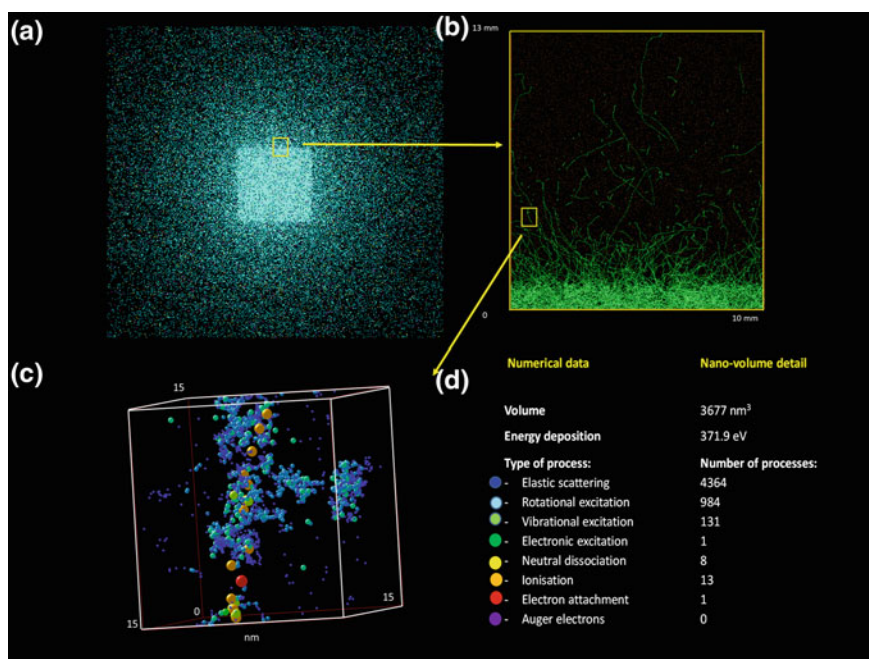 (a)
(b)
13 mm
0
10 mm
(c)
15
15
0
15
nm
(d)
Numerical data Nano-volume detail
Volume 3677 nm³
Energy deposition 371.9 eV
Type of process: Number of processes:
- Elastic scattering 4364
- Rotational excitation 984
- Vibrational excitation 131
- Electronic excitation 1
- Neutral dissociation 8
- Ionisation 13
- Electron attachment 1
- Auger electrons 0